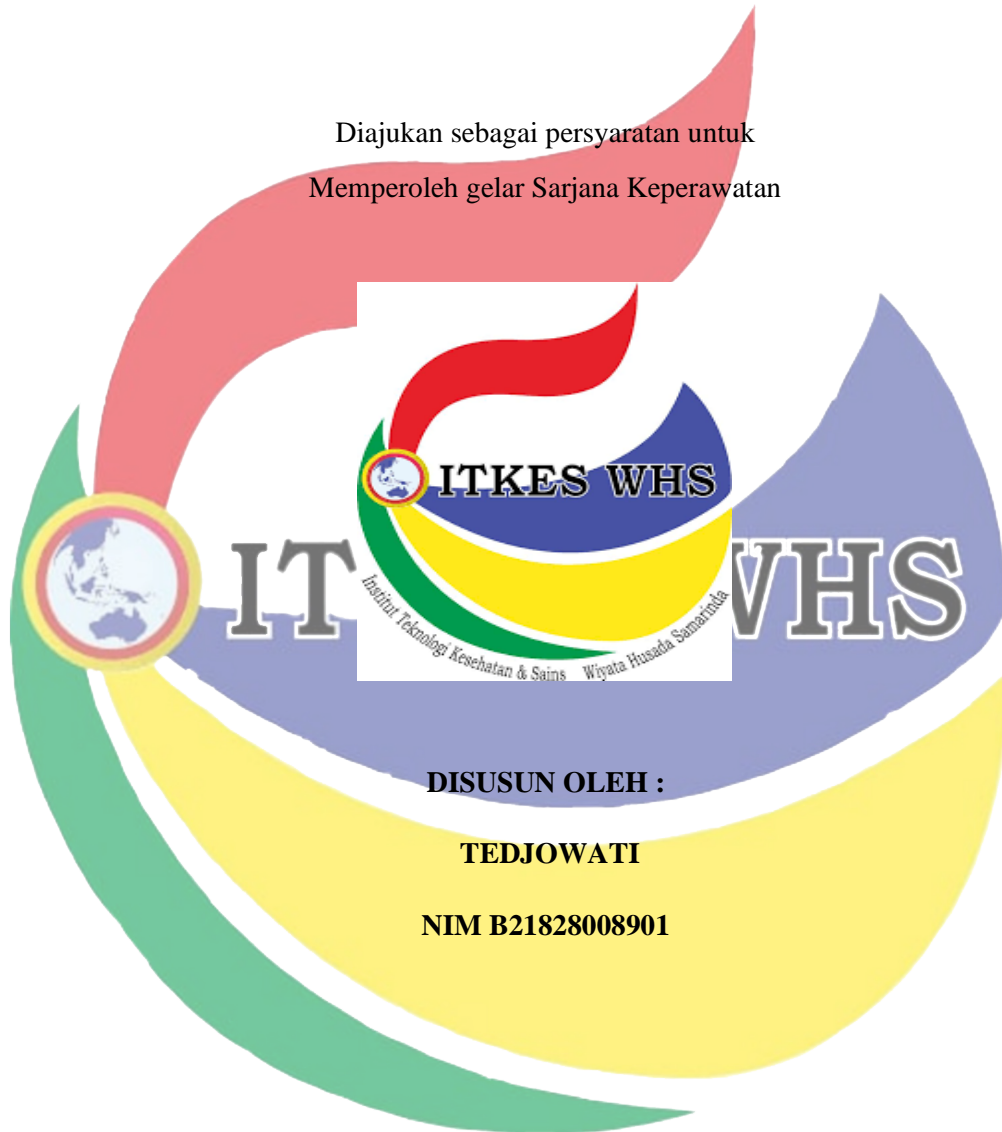 Diajukan sebagai persyaratan untuk
Memperoleh gelar Sarjana Keperawatan
ITKES WHS
Institut Teknologi Kesehatan & Sains Wiyata Husada Samarinda
IT
WHS
DISUSUN OLEH :
TEDJOWATI
NIM B21828008901